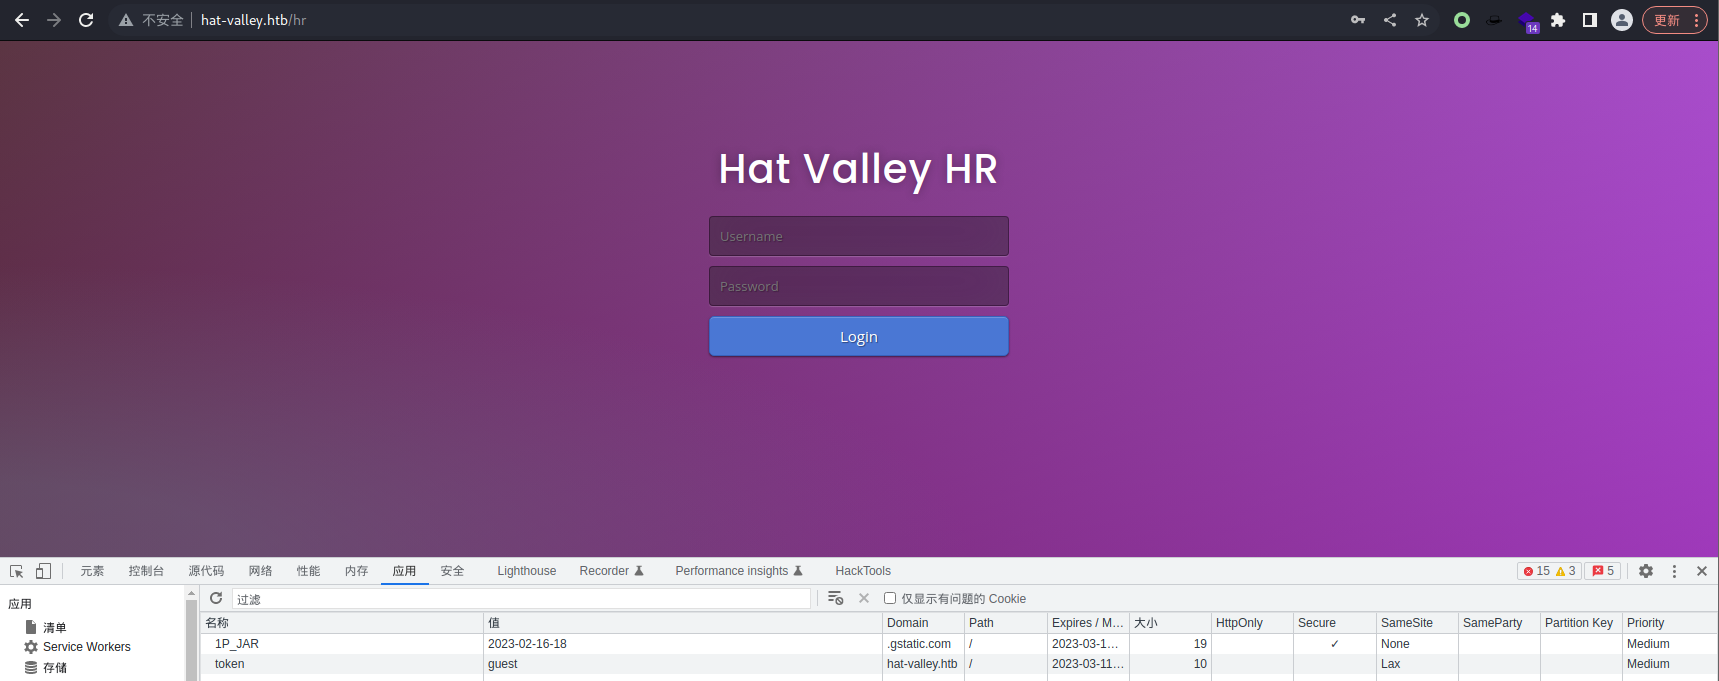 不安全 hat-valley.htb/hr 14 更新
Hat Valley HR
Username
Password
Login
元素 控制台 源代码 网络 性能 内存 应用 安全 Lighthouse Recorder Performance insights HackTools 15 3 5
应用
过滤 仅显示有问题的 Cookie
名称 值 Domain Path Expires / M... 大小 HttpOnly Secure SameSite SameParty Partition Key Priority
清单
1P_JAR 2023-02-16-18 .gstatic.com / 2023-03-1... 19 ✓ None Medium
Service Workers
token guest hat-valley.htb / 2023-03-11... 10 Lax Medium
存储